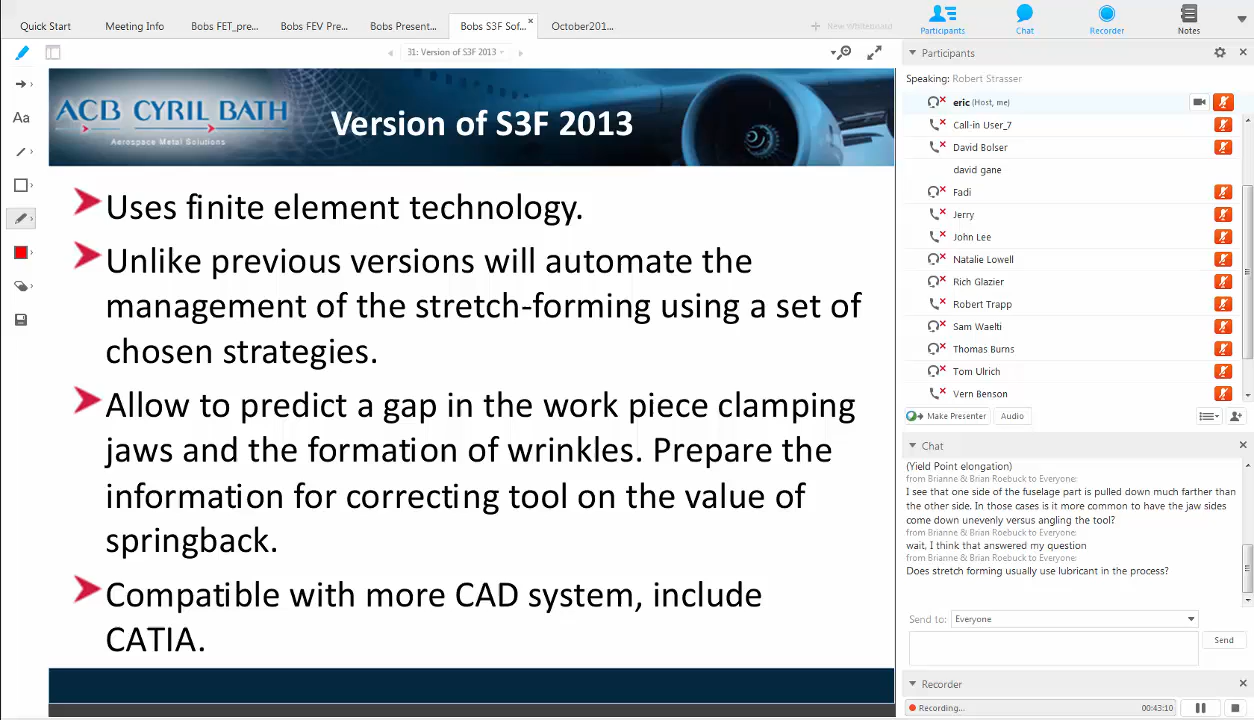 Quick Start
Meeting Info
Bobs FET_pre...
Bobs FEV Pre...
Bobs Present...
Bobs S3F Sof...
October201...
New Whiteboard
Participants
Chat
Recorder
Notes
31: Version of S3F 2013
Aa
ACB CYRIL BATH
Aerospace Metal Solutions
Version of S3F 2013
Uses finite element technology.
Unlike previous versions will automate the
management of the stretch-forming using a set of
chosen strategies.
Allow to predict a gap in the work piece clamping
jaws and the formation of wrinkles. Prepare the
information for correcting tool on the value of
springback.
Compatible with more CAD system, include
CATIA.
Participants
Speaking: Robert Strasser
eric (Host, me)
Call-in User_7
David Bolser
david gane
Fadi
Jerry
John Lee
Natalie Lowell
Rich Glazier
Robert Trapp
Sam Waelti
Thomas Burns
Tom Ulrich
Vern Benson
Make Presenter
Audio
Chat
(Yield Point elongation)
from Brianne & Brian Roebuck to Everyone:
I see that one side of the fuselage part is pulled down much farther than
the other side. In those cases is it more common to have the jaw sides
come down unevenly versus angling the tool?
from Brianne & Brian Roebuck to Everyone:
wait, I think that answered my question
from Brianne & Brian Roebuck to Everyone:
Does stretch forming usually use lubricant in the process?
Send to: Everyone
Send
Recorder
Recording...
00:43:10